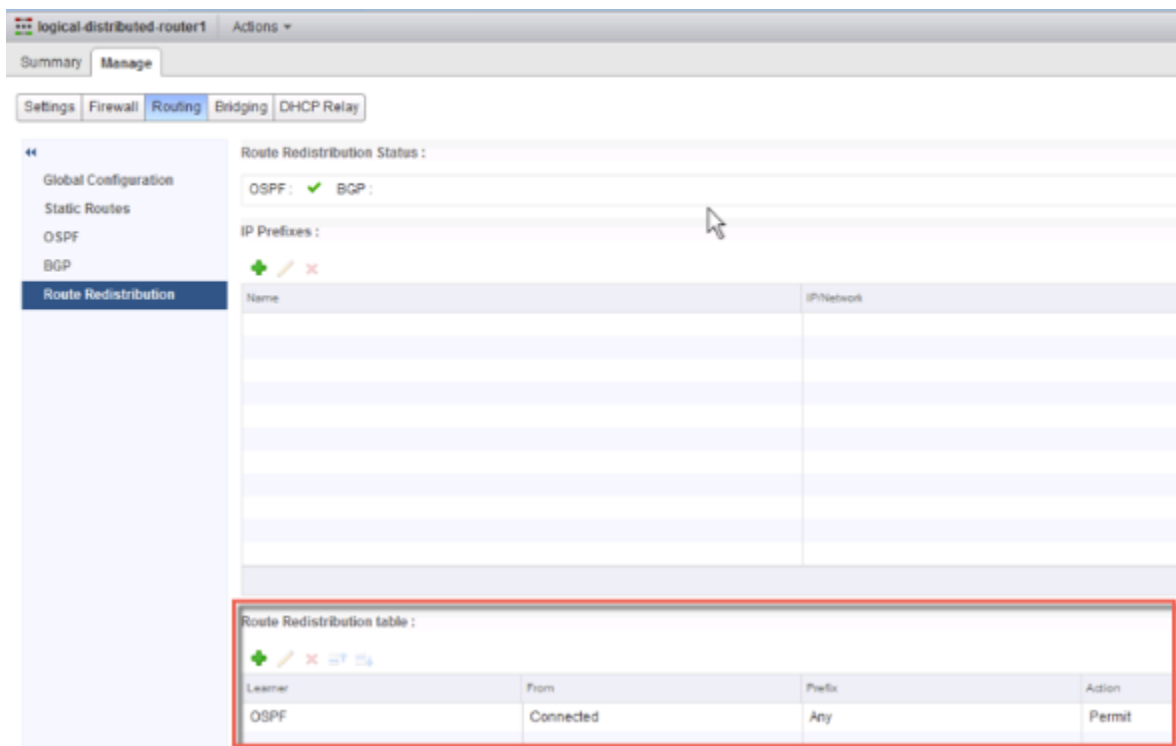 logical-distributed-router1 Actions
Summary Manage
Settings Firewall Routing Bridging DHCP Relay
Global Configuration
Static Routes
OSPF
BGP
Route Redistribution
Route Redistribution Status :
OSPF : BGP :
IP Prefixes :
Name IP/Network
Route Redistribution table :
Learner From Prefix Action
OSPF Connected Any Permit